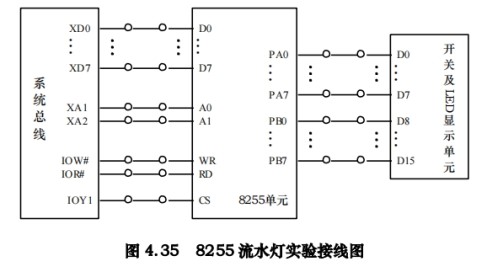 系统总线
XD0
XD7
XA1
XA2
IOW#
IOR#
IOY1
D0
D7
A0
A1
WR
RD
CS
8255单元
PA0
PA7
PB0
PB7
D0
D7
D8
D15
开关及LED显示单元
图 4.35 8255 流水灯实验接线图